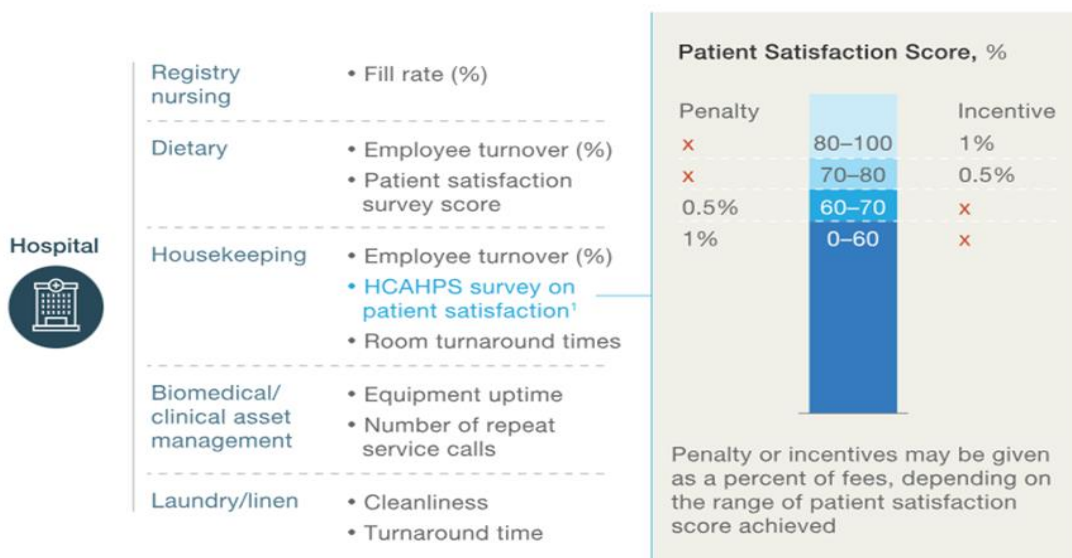 Hospital
Registry
nursing
• Fill rate (%)
Dietary
• Employee turnover (%)
• Patient satisfaction
survey score
Housekeeping
• Employee turnover (%)
• HCAHPS survey on
patient satisfaction¹
• Room turnaround times
Biomedical/
clinical asset
management
• Equipment uptime
• Number of repeat
service calls
Laundry/linen
• Cleanliness
• Turnaround time
Patient Satisfaction Score, %
Penalty Incentive
x 80–100 1%
x 70–80 0.5%
0.5% 60–70 x
1% 0–60 x
Penalty or incentives may be given
as a percent of fees, depending on
the range of patient satisfaction
score achieved